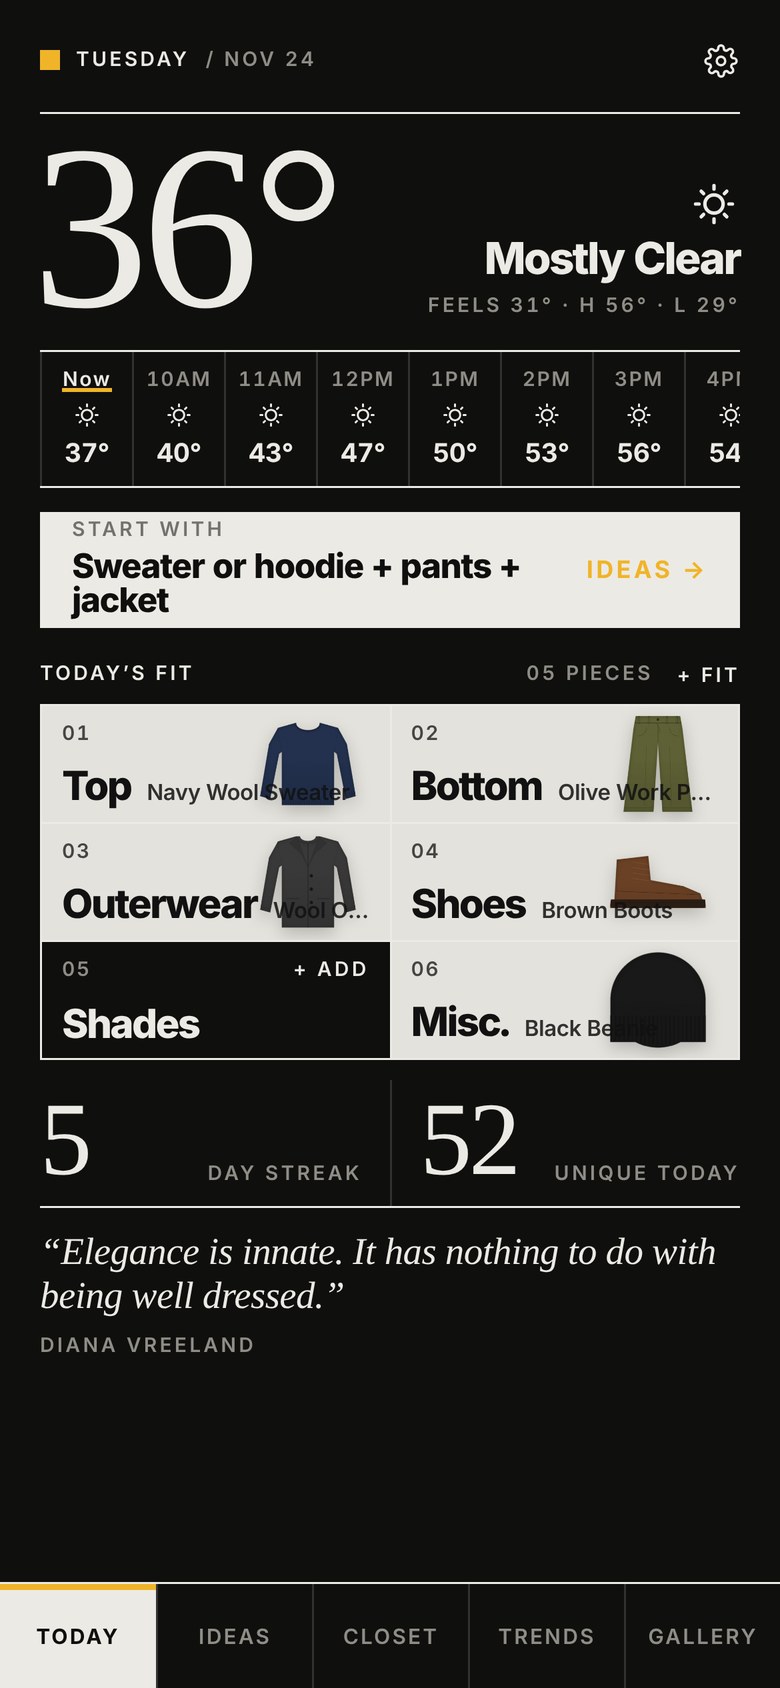 TUESDAY / NOV 24
36°
Mostly Clear
FEELS 31° · H 56° · L 29°
Now 10AM 11AM 12PM 1PM 2PM 3PM
37° 40° 43° 47° 50° 53° 56° 54
START WITH
Sweater or hoodie + pants +
jacket
IDEAS →
TODAY’S FIT 05 PIECES + FIT
01
Top Navy Wool Sweater
02
Bottom Olive Work P…
03
Outerwear Wool O…
04
Shoes Brown Boots
05 + ADD
Shades
06
Misc. Black Beanie
5 DAY STREAK
52 UNIQUE TODAY
“Elegance is innate. It has nothing to do with
being well dressed.”
DIANA VREELAND
TODAY IDEAS CLOSET TRENDS GALLERY